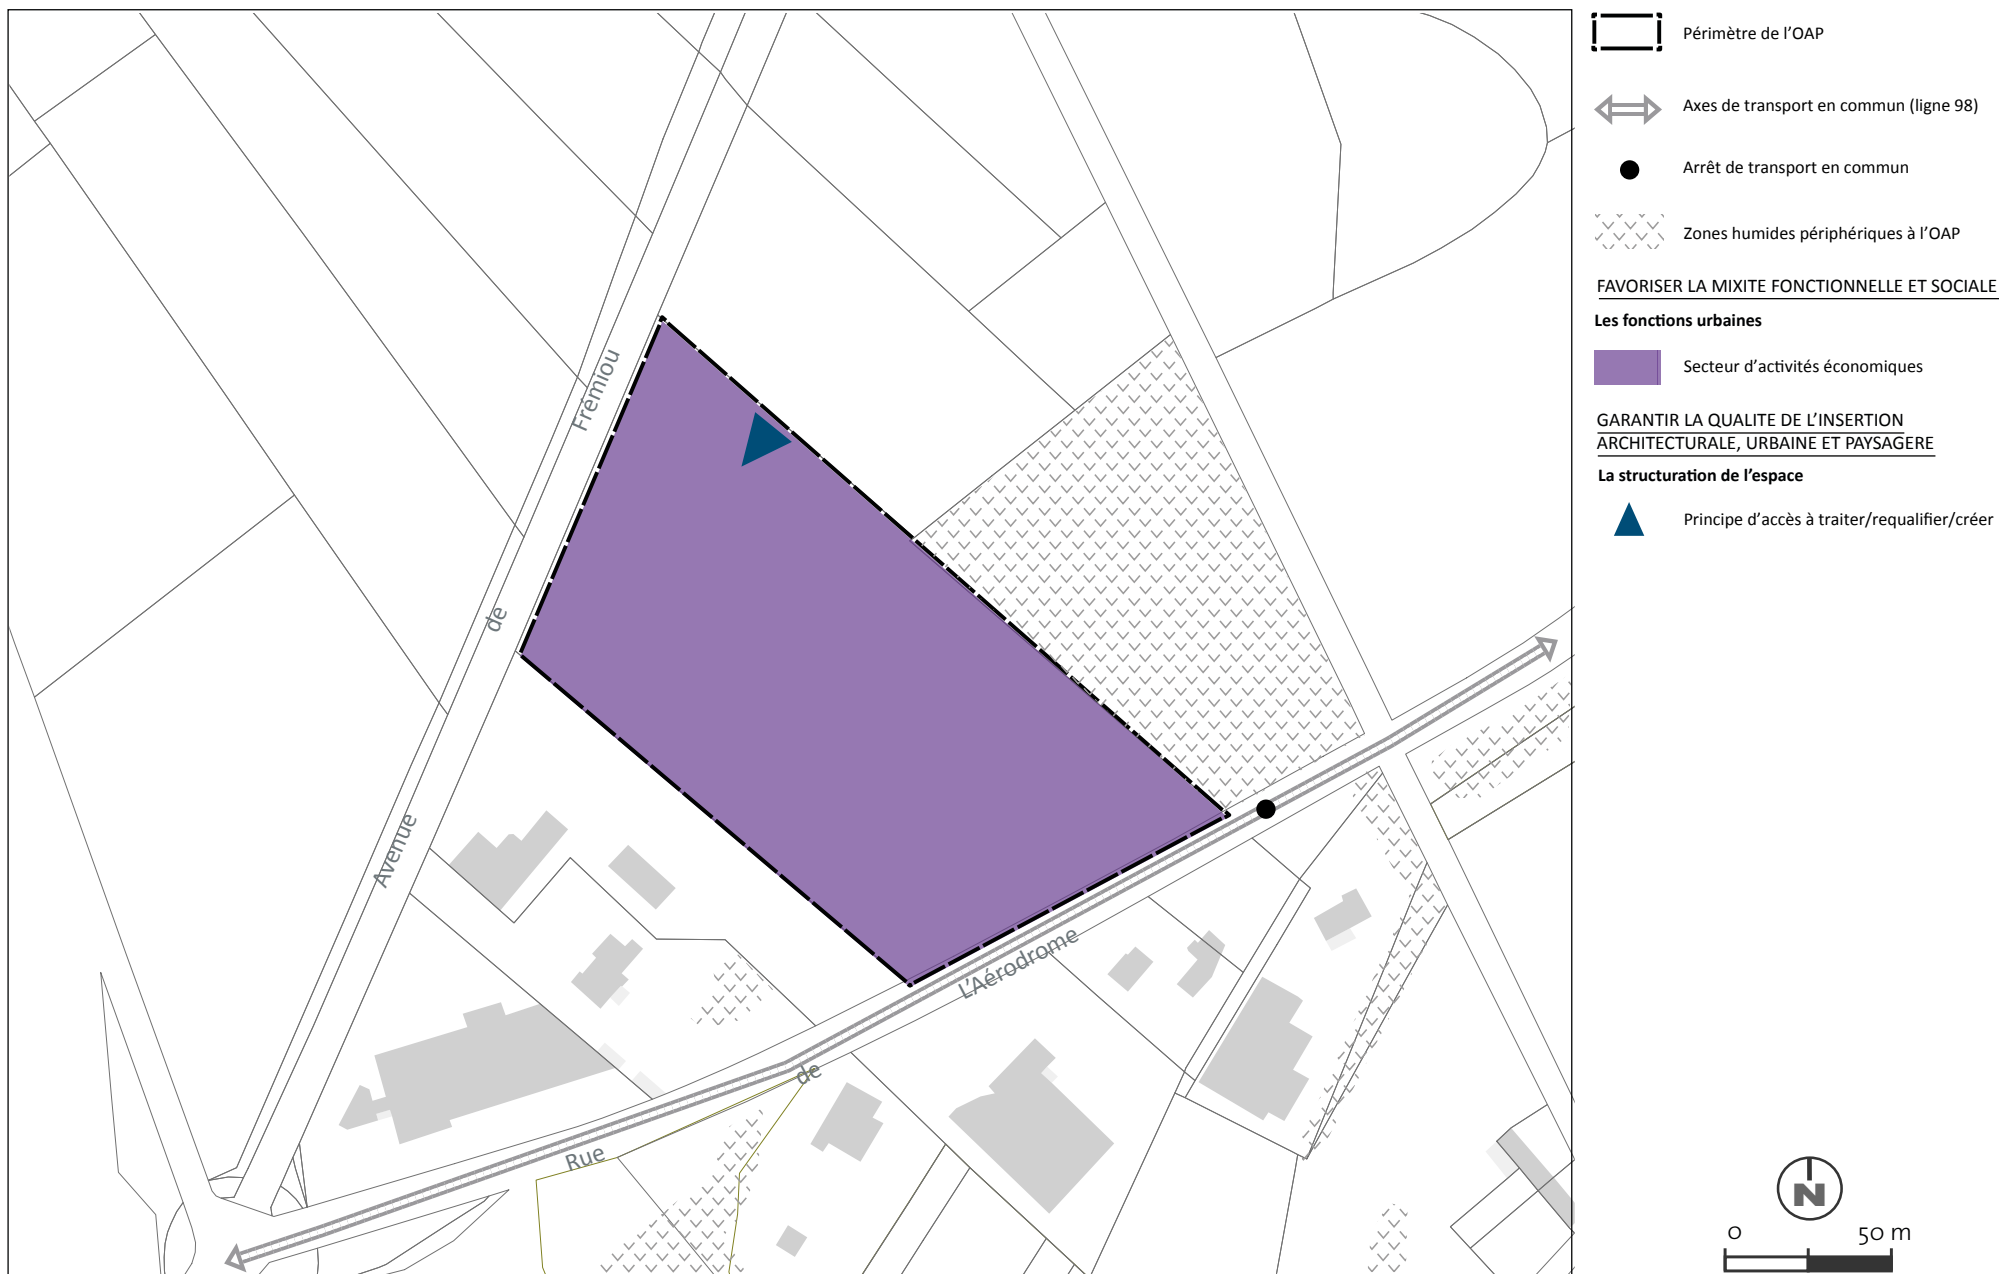 Périmètre de l’OAP
Axes de transport en commun (ligne 98)
Arrêt de transport en commun
Zones humides périphériques à l’OAP
FAVORISER LA MIXITE FONCTIONNELLE ET SOCIALE
Les fonctions urbaines
Secteur d’activités économiques
GARANTIR LA QUALITE DE L’INSERTION
ARCHITECTURALE, URBAINE ET PAYSAGERE
La structuration de l’espace
Principe d’accès à traiter/requalifier/créer
Avenue de Frémiou
Rue de L’Aérodrome
N
0 50 m